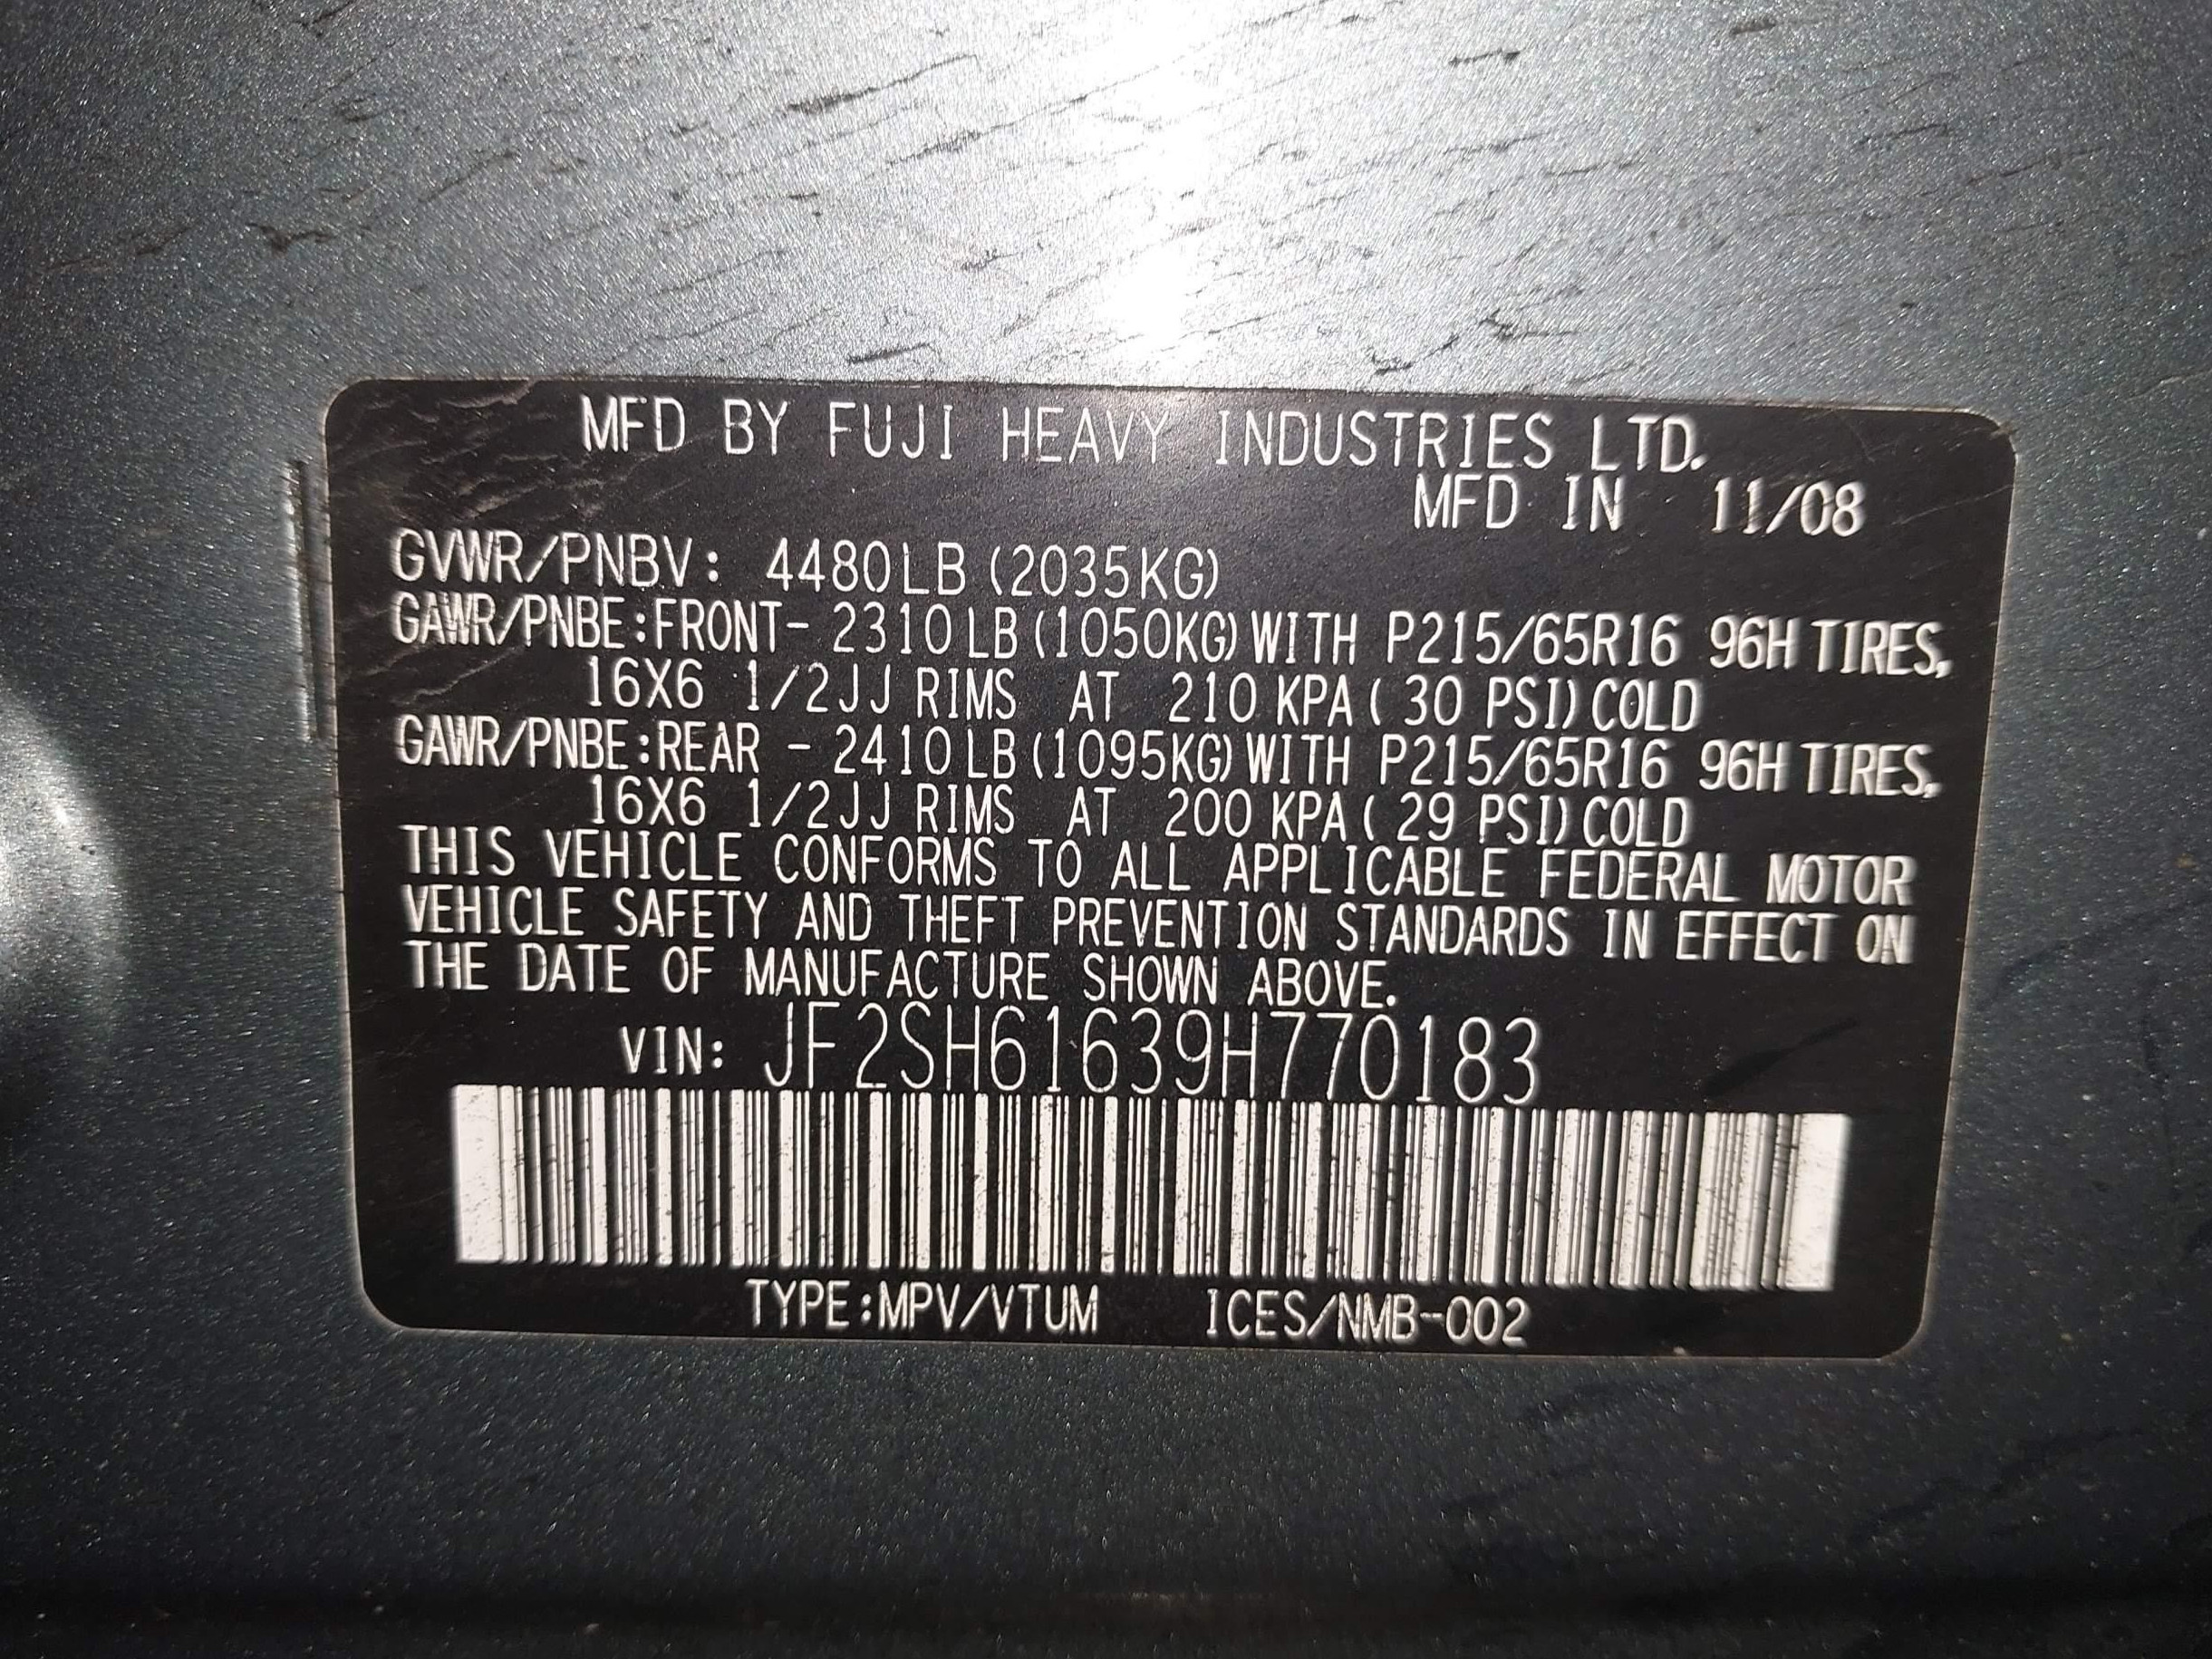 MFD BY FUJI HEAVY INDUSTRIES LTD.
MFD IN 11/08
GVWR/PNBV: 4480LB (2035KG)
GAWR/PNBE:FRONT- 2310LB (1050KG) WITH P215/65R16 96H TIRES,
16X6 1/2JJ RIMS AT 210 KPA ( 30 PSI) COLD
GAWR/PNBE:REAR - 2410LB (1095KG) WITH P215/65R16 96H TIRES,
16X6 1/2JJ RIMS AT 200 KPA ( 29 PSI) COLD
THIS VEHICLE CONFORMS TO ALL APPLICABLE FEDERAL MOTOR
VEHICLE SAFETY AND THEFT PREVENTION STANDARDS IN EFFECT ON
THE DATE OF MANUFACTURE SHOWN ABOVE.
VIN: JF2SH61639H770183
TYPE:MPV/VTUM ICES/NMB-002